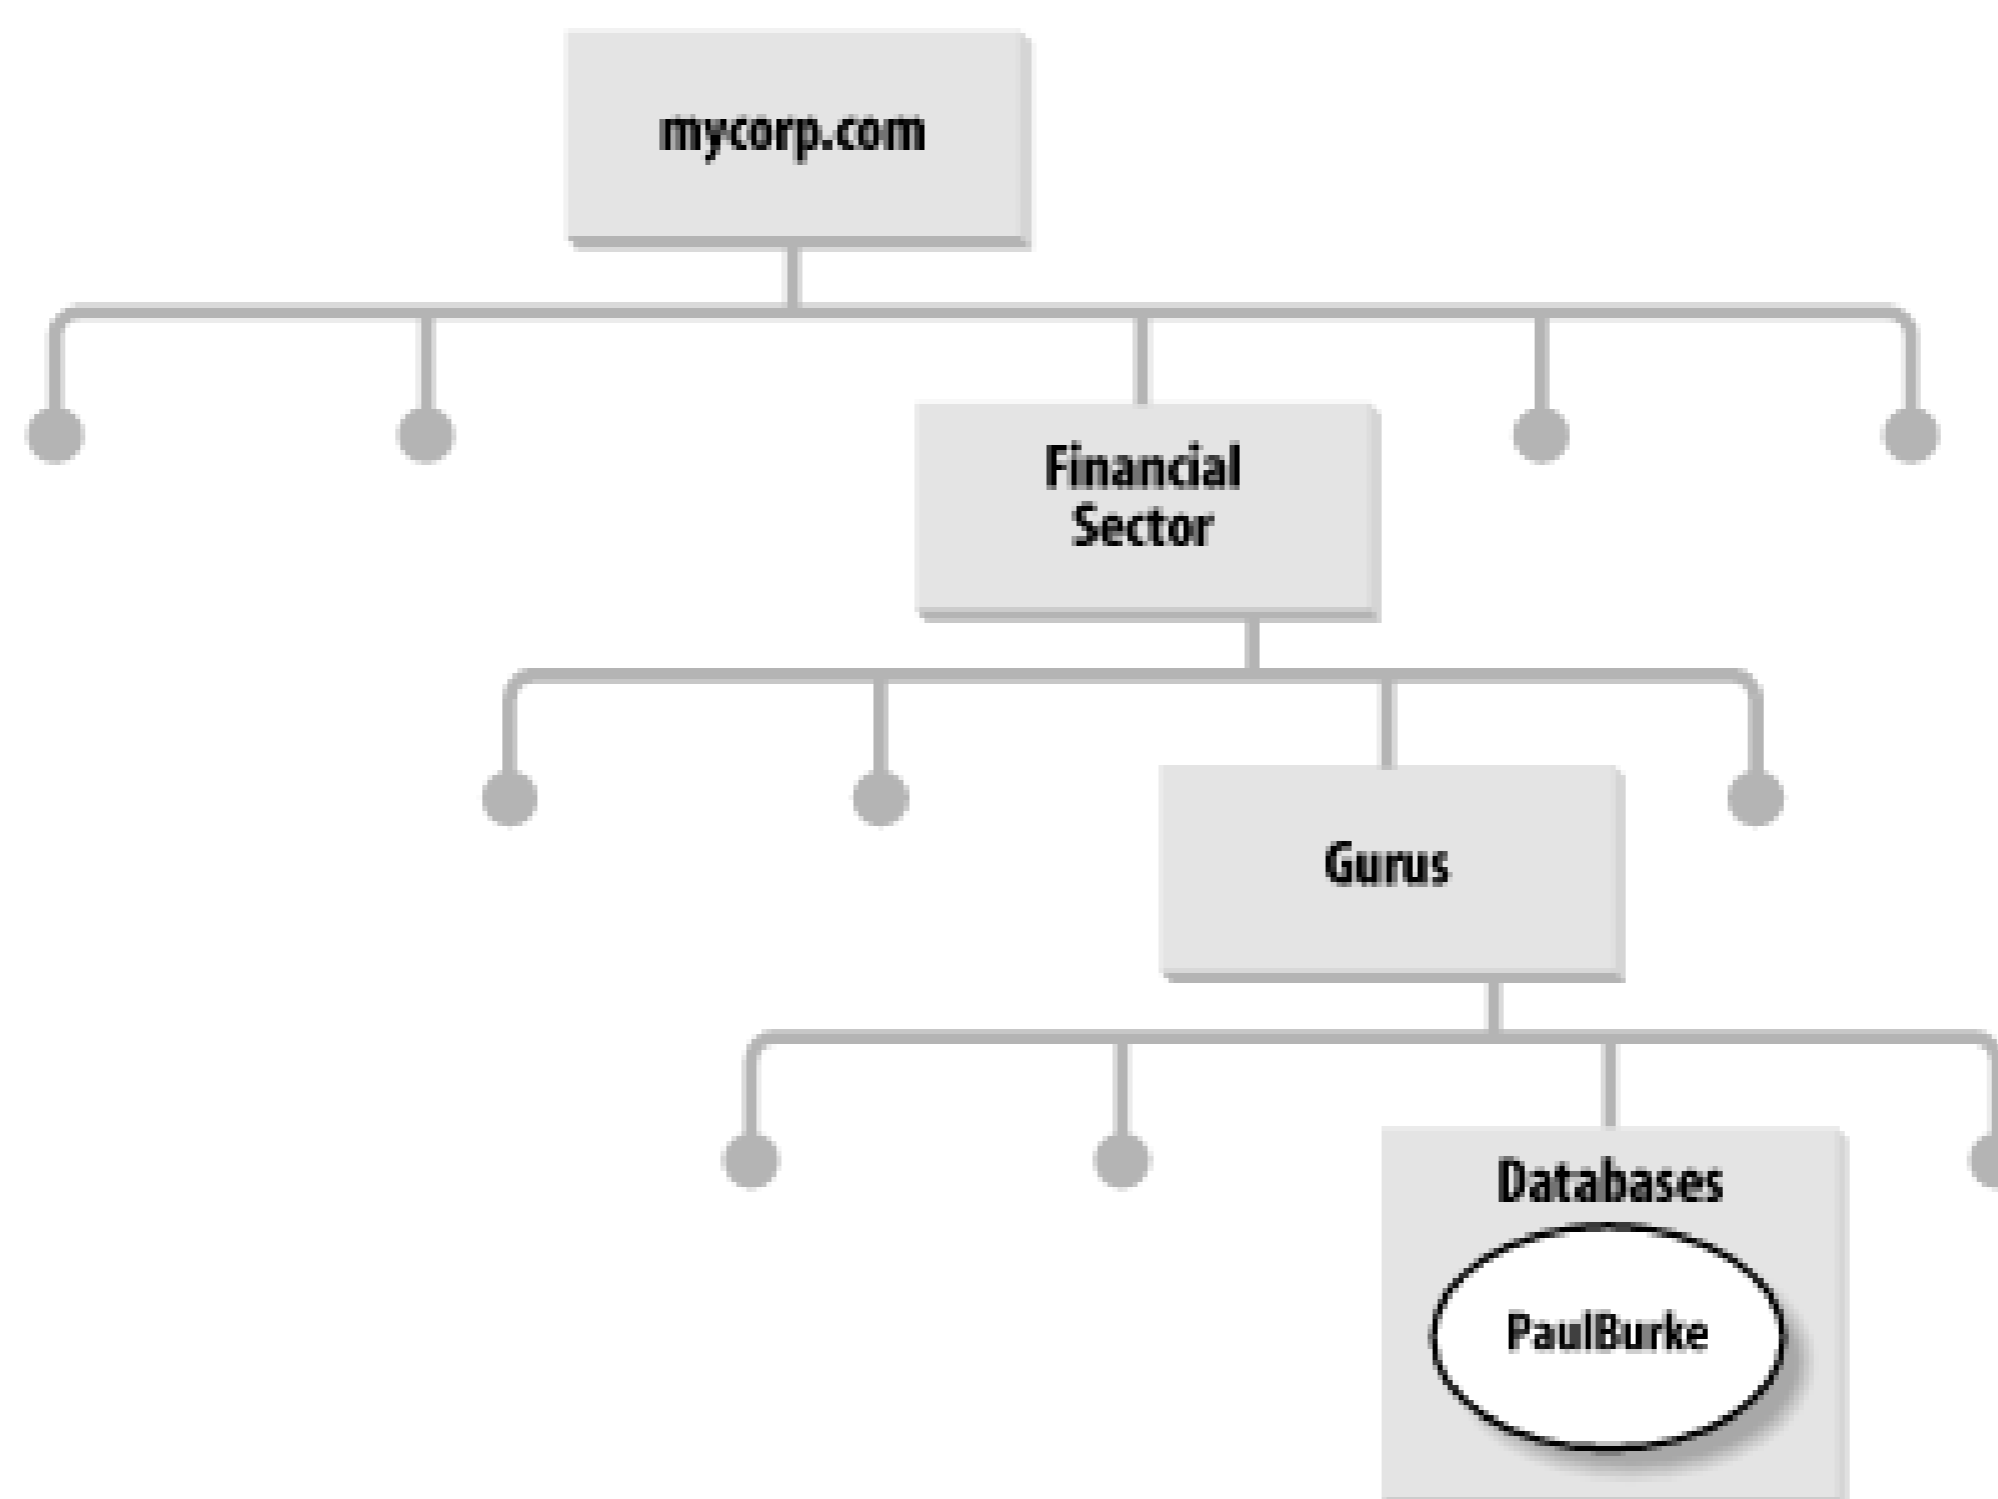 mycorp.com
Financial
Sector
Gurus
Databases
PaulBurke